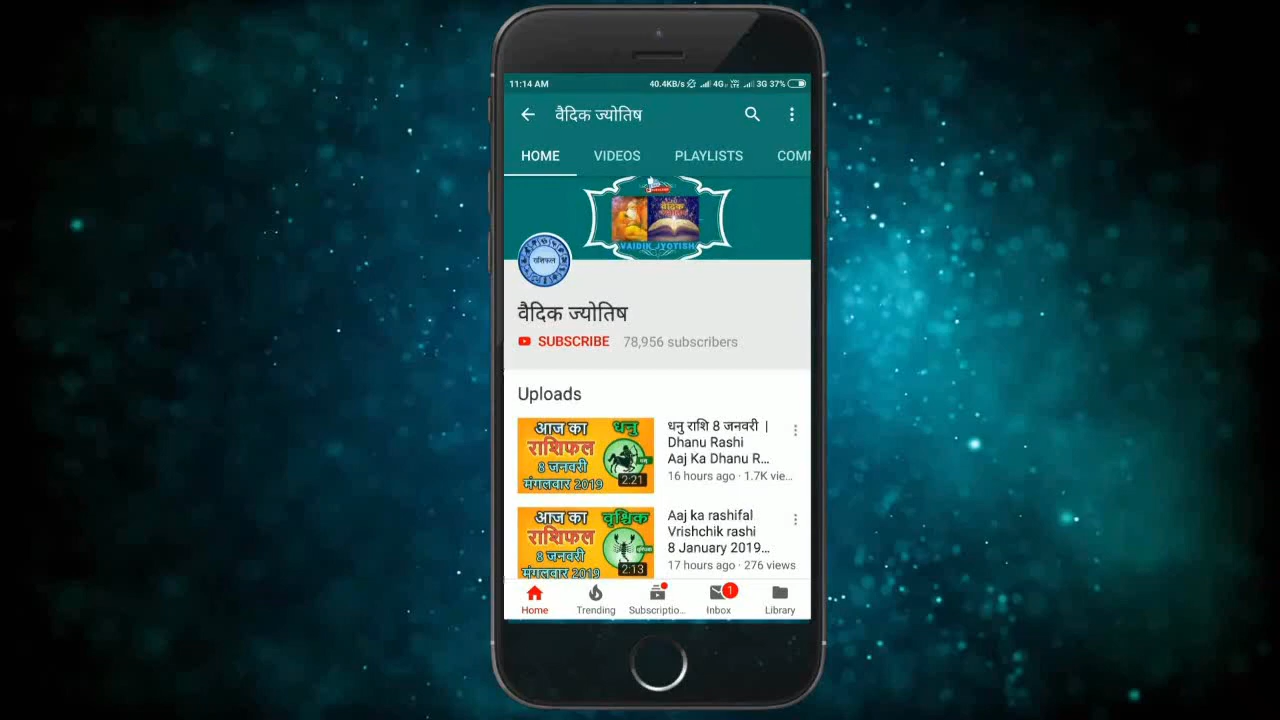 11:14 AM
40.4KB/s 4G VoLTE 3G 37%
वैदिक ज्योतिष
HOME VIDEOS PLAYLISTS COMM
वैदिक
VAIDIK JYOTISH
राशिफल
वैदिक ज्योतिष
SUBSCRIBE 78,956 subscribers
Uploads
आज का धनु
राशिफल
8 जनवरी
मंगलवार 2019
2:21
धनु राशि 8 जनवरी |
Dhanu Rashi
Aaj Ka Dhanu R...
16 hours ago · 1.7K vie...
आज का वृश्चिक
राशिफल
8 जनवरी
मंगलवार 2019
2:13
Aaj ka rashifal
Vrishchik rashi
8 January 2019...
17 hours ago · 276 views
1
Home Trending Subscriptio... Inbox Library